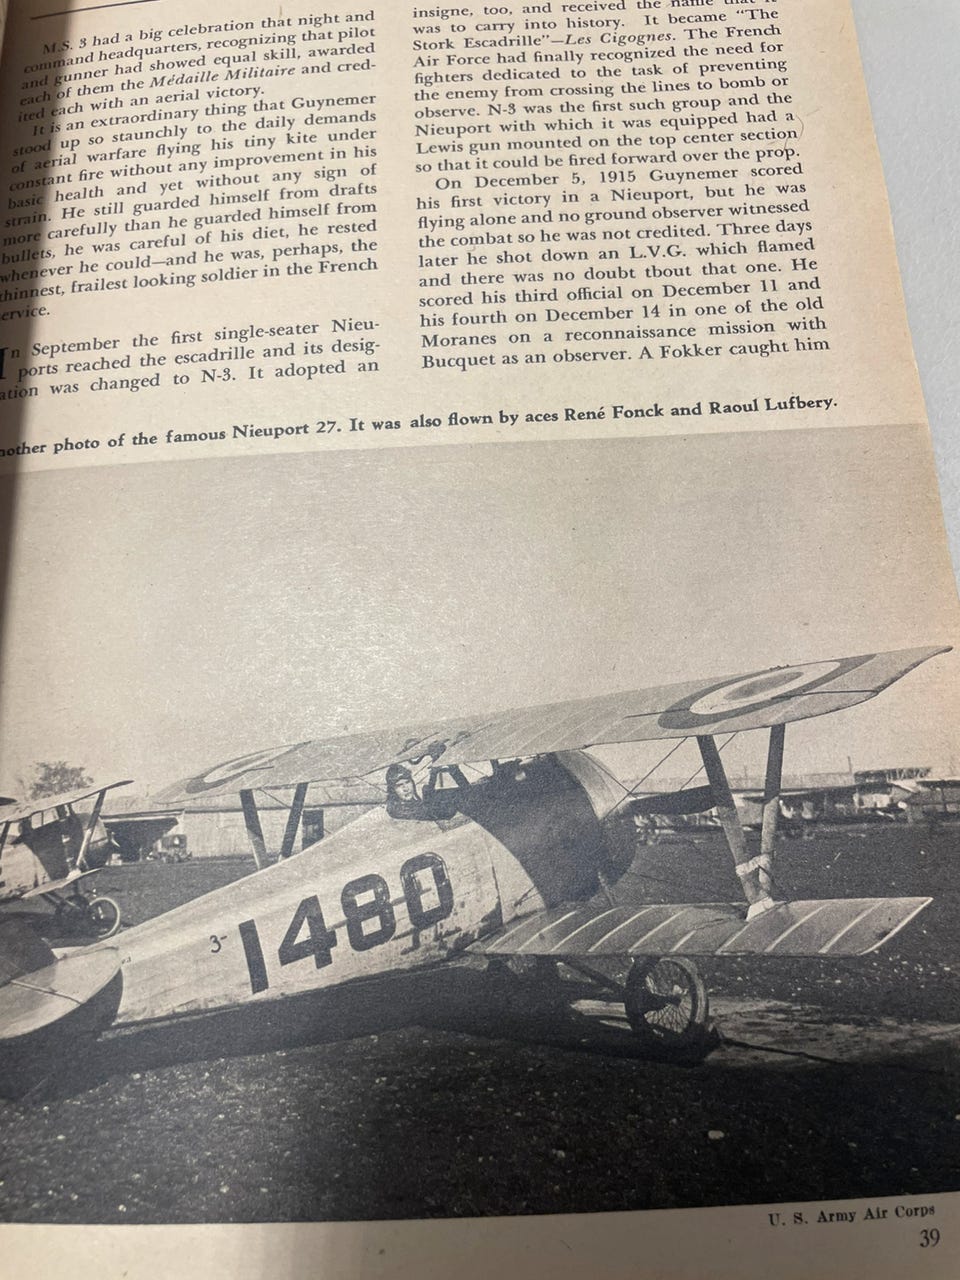 M.S. 3 had a big celebration that night and
command headquarters, recognizing that pilot
and gunner had showed equal skill, awarded
each of them the Médaille Militaire and cred-
ited each with an aerial victory.
It is an extraordinary thing that Guynemer
stood up so staunchly to the daily demands
of aerial warfare flying his tiny kite under
constant fire without any improvement in his
basic health and yet without any sign of
strain. He still guarded himself from drafts
more carefully than he guarded himself from
bullets, he was careful of his diet, he rested
whenever he could—and he was, perhaps, the
thinnest, frailest looking soldier in the French
ervice.
In September the first single-seater Nieu-
ports reached the escadrille and its desig-
ation was changed to N-3. It adopted an
insigne, too, and received the name that it
was to carry into history. It became "The
Stork Escadrille"—Les Cigognes. The French
Air Force had finally recognized the need for
fighters dedicated to the task of preventing
the enemy from crossing the lines to bomb or
observe. N-3 was the first such group and the
Nieuport with which it was equipped had a
Lewis gun mounted on the top center section
so that it could be fired forward over the prop.
On December 5, 1915 Guynemer scored
his first victory in a Nieuport, but he was
flying alone and no ground observer witnessed
the combat so he was not credited. Three days
later he shot down an L.V.G. which flamed
and there was no doubt tbout that one. He
scored his third official on December 11 and
his fourth on December 14 in one of the old
Moranes on a reconnaissance mission with
Bucquet as an observer. A Fokker caught him
nother photo of the famous Nieuport 27. It was also flown by aces René Fonck and Raoul Lufbery.
3-1480
U. S. Army Air Corps
39